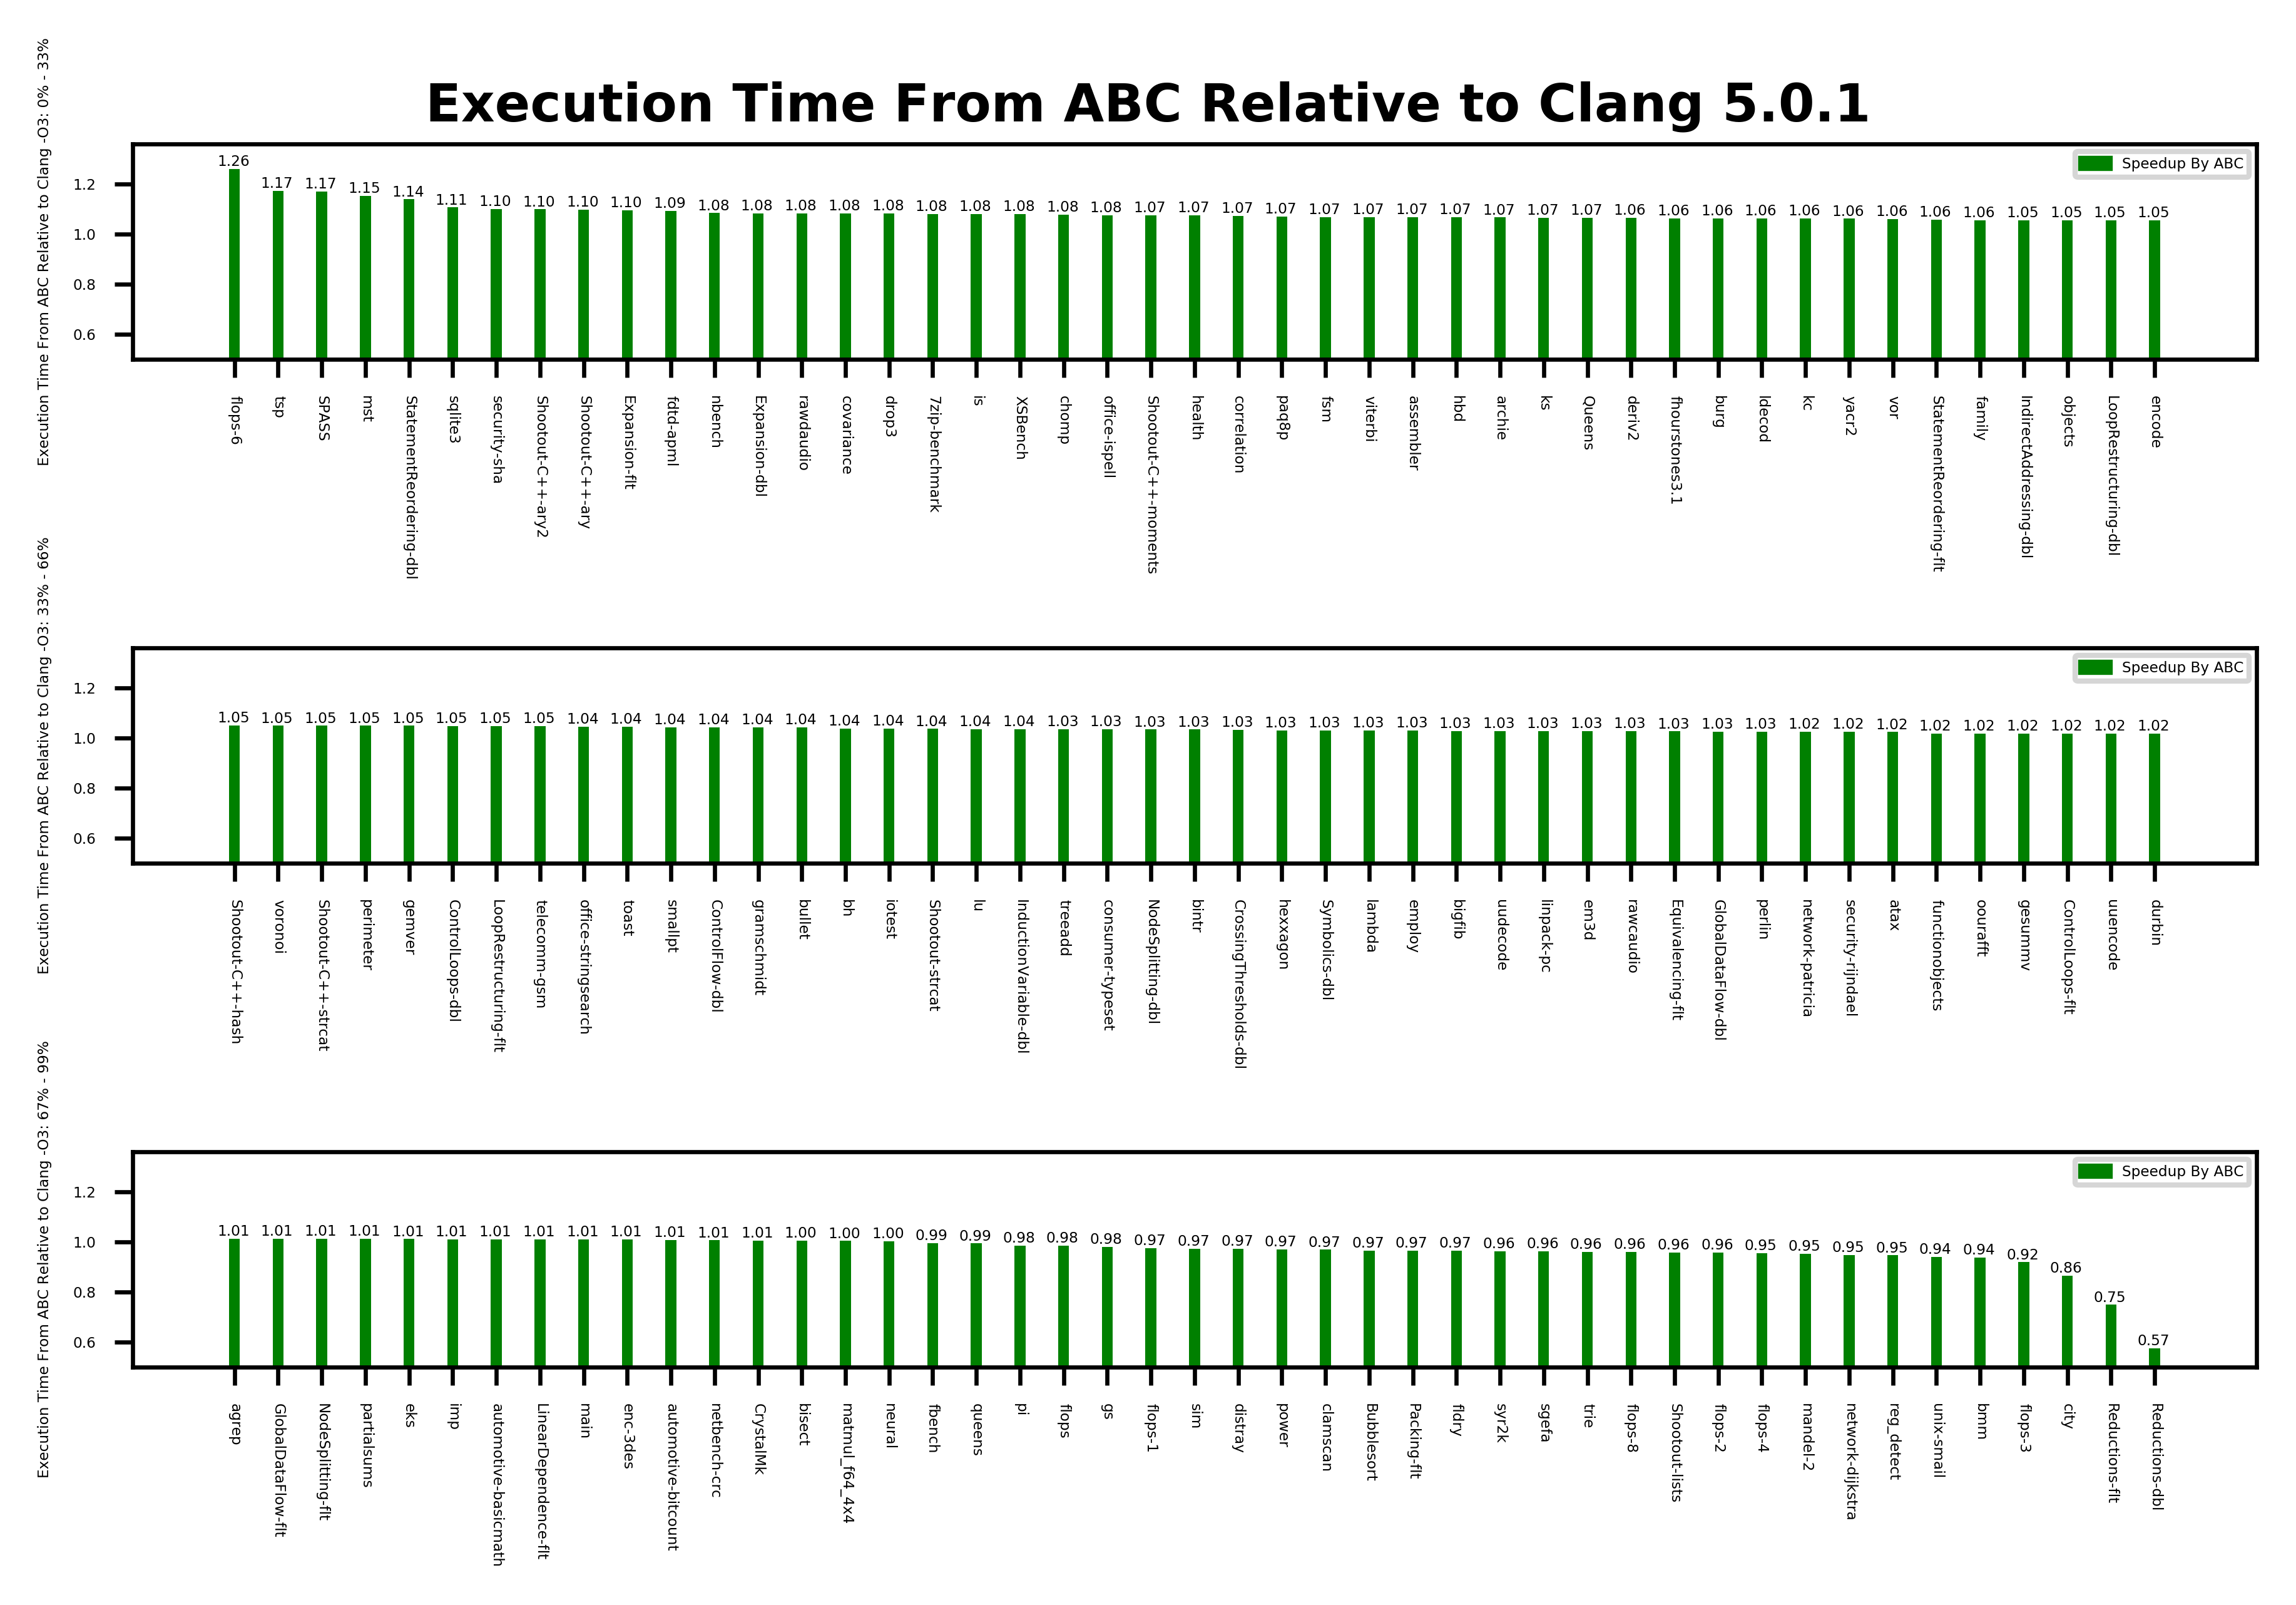 Execution Time From ABC Relative to Clang 5.0.1
Execution Time From ABC Relative to Clang -O3: 0% - 33%
Speedup By ABC
1.2
1.0
0.8
0.6
1.26 1.17 1.17 1.15 1.14 1.11 1.10 1.10 1.10 1.10 1.09 1.08 1.08 1.08 1.08 1.08 1.08 1.08 1.08 1.08 1.08 1.07 1.07 1.07 1.07 1.07 1.07 1.07 1.07 1.07 1.07 1.07 1.06 1.06 1.06 1.06 1.06 1.06 1.06 1.06 1.06 1.05 1.05 1.05 1.05
flops-6
tsp
SPASS
mst
StatementReordering-dbl
sqlite3
security-sha
Shootout-C++-ary2
Shootout-C++-ary
Expansion-flt
fdtd-apml
nbench
Expansion-dbl
rawdaudio
covariance
drop3
7zip-benchmark
is
XSBench
chomp
office-ispell
Shootout-C++-moments
health
correlation
paq8p
fsm
viterbi
assembler
hbd
archie
ks
Queens
deriv2
fhourstones3.1
burg
ldecod
kc
yacr2
vor
StatementReordering-flt
family
IndirectAddressing-dbl
objects
LoopRestructuring-dbl
encode
Execution Time From ABC Relative to Clang -O3: 33% - 66%
Speedup By ABC
1.2
1.0
0.8
0.6
1.05 1.05 1.05 1.05 1.05 1.05 1.05 1.05 1.04 1.04 1.04 1.04 1.04 1.04 1.04 1.04 1.04 1.04 1.04 1.03 1.03 1.03 1.03 1.03 1.03 1.03 1.03 1.03 1.03 1.03 1.03 1.03 1.03 1.03 1.03 1.03 1.02 1.02 1.02 1.02 1.02 1.02 1.02 1.02 1.02
Shootout-C++-hash
voronoi
Shootout-C++-strcat
perimeter
gemver
ControlLoops-dbl
LoopRestructuring-flt
telecomm-gsm
office-stringsearch
toast
smallpt
ControlFlow-dbl
gramschmidt
bullet
bh
iotest
Shootout-strcat
lu
InductionVariable-dbl
treeadd
consumer-typeset
NodeSplitting-dbl
bintr
CrossingThresholds-dbl
hexxagon
Symbolics-dbl
lambda
employ
bigfib
uudecode
linpack-pc
em3d
rawcaudio
Equivalencing-flt
GlobalDataFlow-dbl
perlin
network-patricia
security-rijndael
atax
functionobjects
oourafft
gesummv
ControlLoops-flt
uuencode
durbin
Execution Time From ABC Relative to Clang -O3: 67% - 99%
Speedup By ABC
1.2
1.0
0.8
0.6
1.01 1.01 1.01 1.01 1.01 1.01 1.01 1.01 1.01 1.01 1.01 1.01 1.01 1.00 1.00 1.00 0.99 0.99 0.98 0.98 0.98 0.97 0.97 0.97 0.97 0.97 0.97 0.97 0.97 0.96 0.96 0.96 0.96 0.96 0.96 0.95 0.95 0.95 0.95 0.94 0.94 0.92 0.86 0.75 0.57
agrep
GlobalDataFlow-flt
NodeSplitting-flt
partialsums
eks
imp
automotive-basicmath
LinearDependence-flt
main
enc-3des
automotive-bitcount
netbench-crc
CrystalMk
bisect
matmul_f64_4x4
neural
fbench
queens
pi
flops
gs
flops-1
sim
distray
power
clamscan
Bubblesort
Packing-flt
fldry
syr2k
sgefa
trie
flops-8
Shootout-lists
flops-2
flops-4
mandel-2
network-dijkstra
reg_detect
unix-smail
bmm
flops-3
city
Reductions-flt
Reductions-dbl